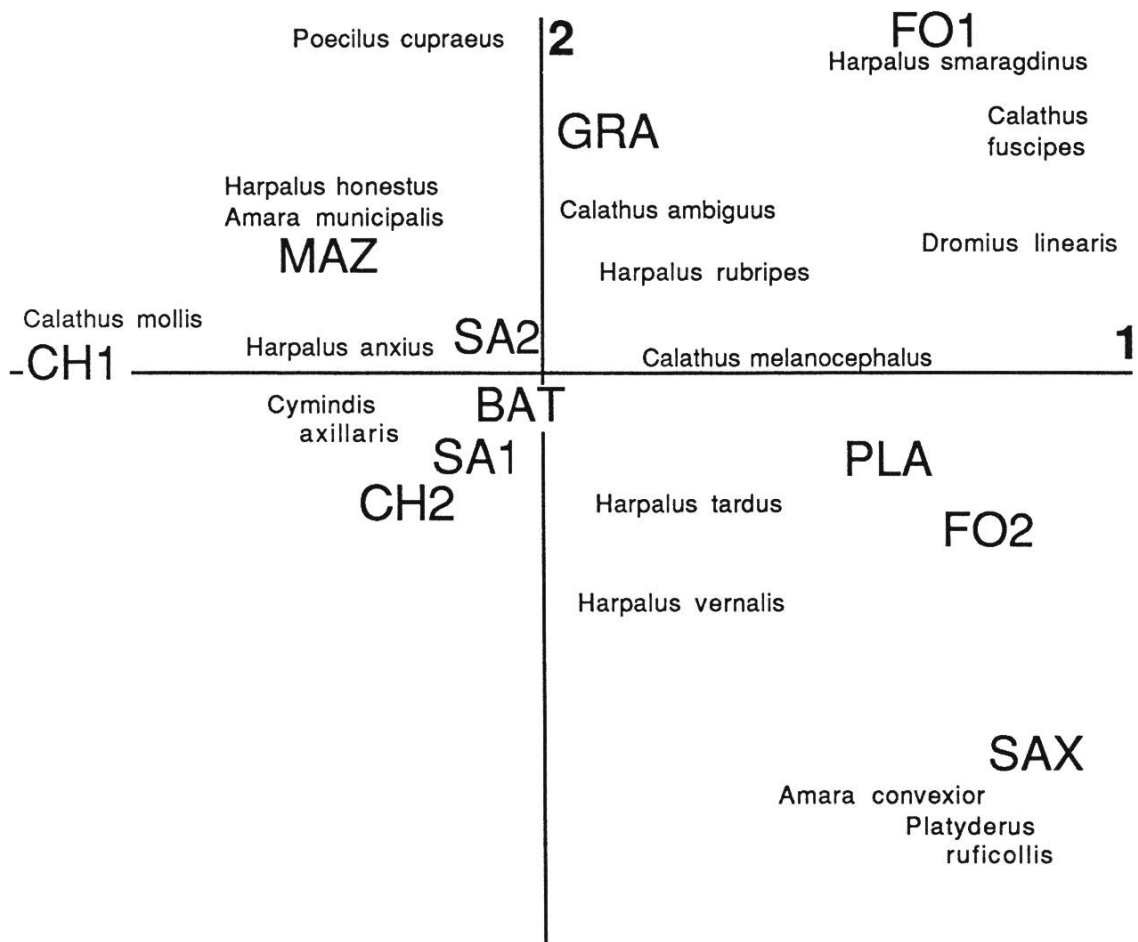 Poecilus cupraeus
2
FO1
Harpalus smaragdinus
Calathus
fuscipes
GRA
Harpalus honestus
Amara municipalis
MAZ
Calathus ambiguus
Dromius linearis
Harpalus rubripes
Calathus mollis
CH1
Harpalus anxius
SA2
Calathus melanocephalus
1
Cymindis
axillaris
BAT
SA1
CH2
PLA
Harpalus tardus
FO2
Harpalus vernalis
SAX
Amara convexior
Platyderus
ruficollis